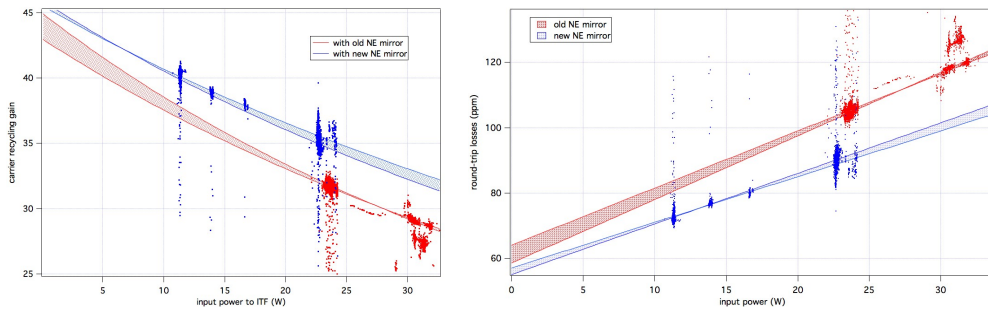 45
40
35
30
25
carrier recycling gain
0
5
10
15
20
25
30
input power to ITF (W)
with old NE mirror
with new NE mirror
120
100
80
60
round-trip losses (ppm)
0
5
10
15
20
25
30
input power (W)
old NE mirror
new NE mirror